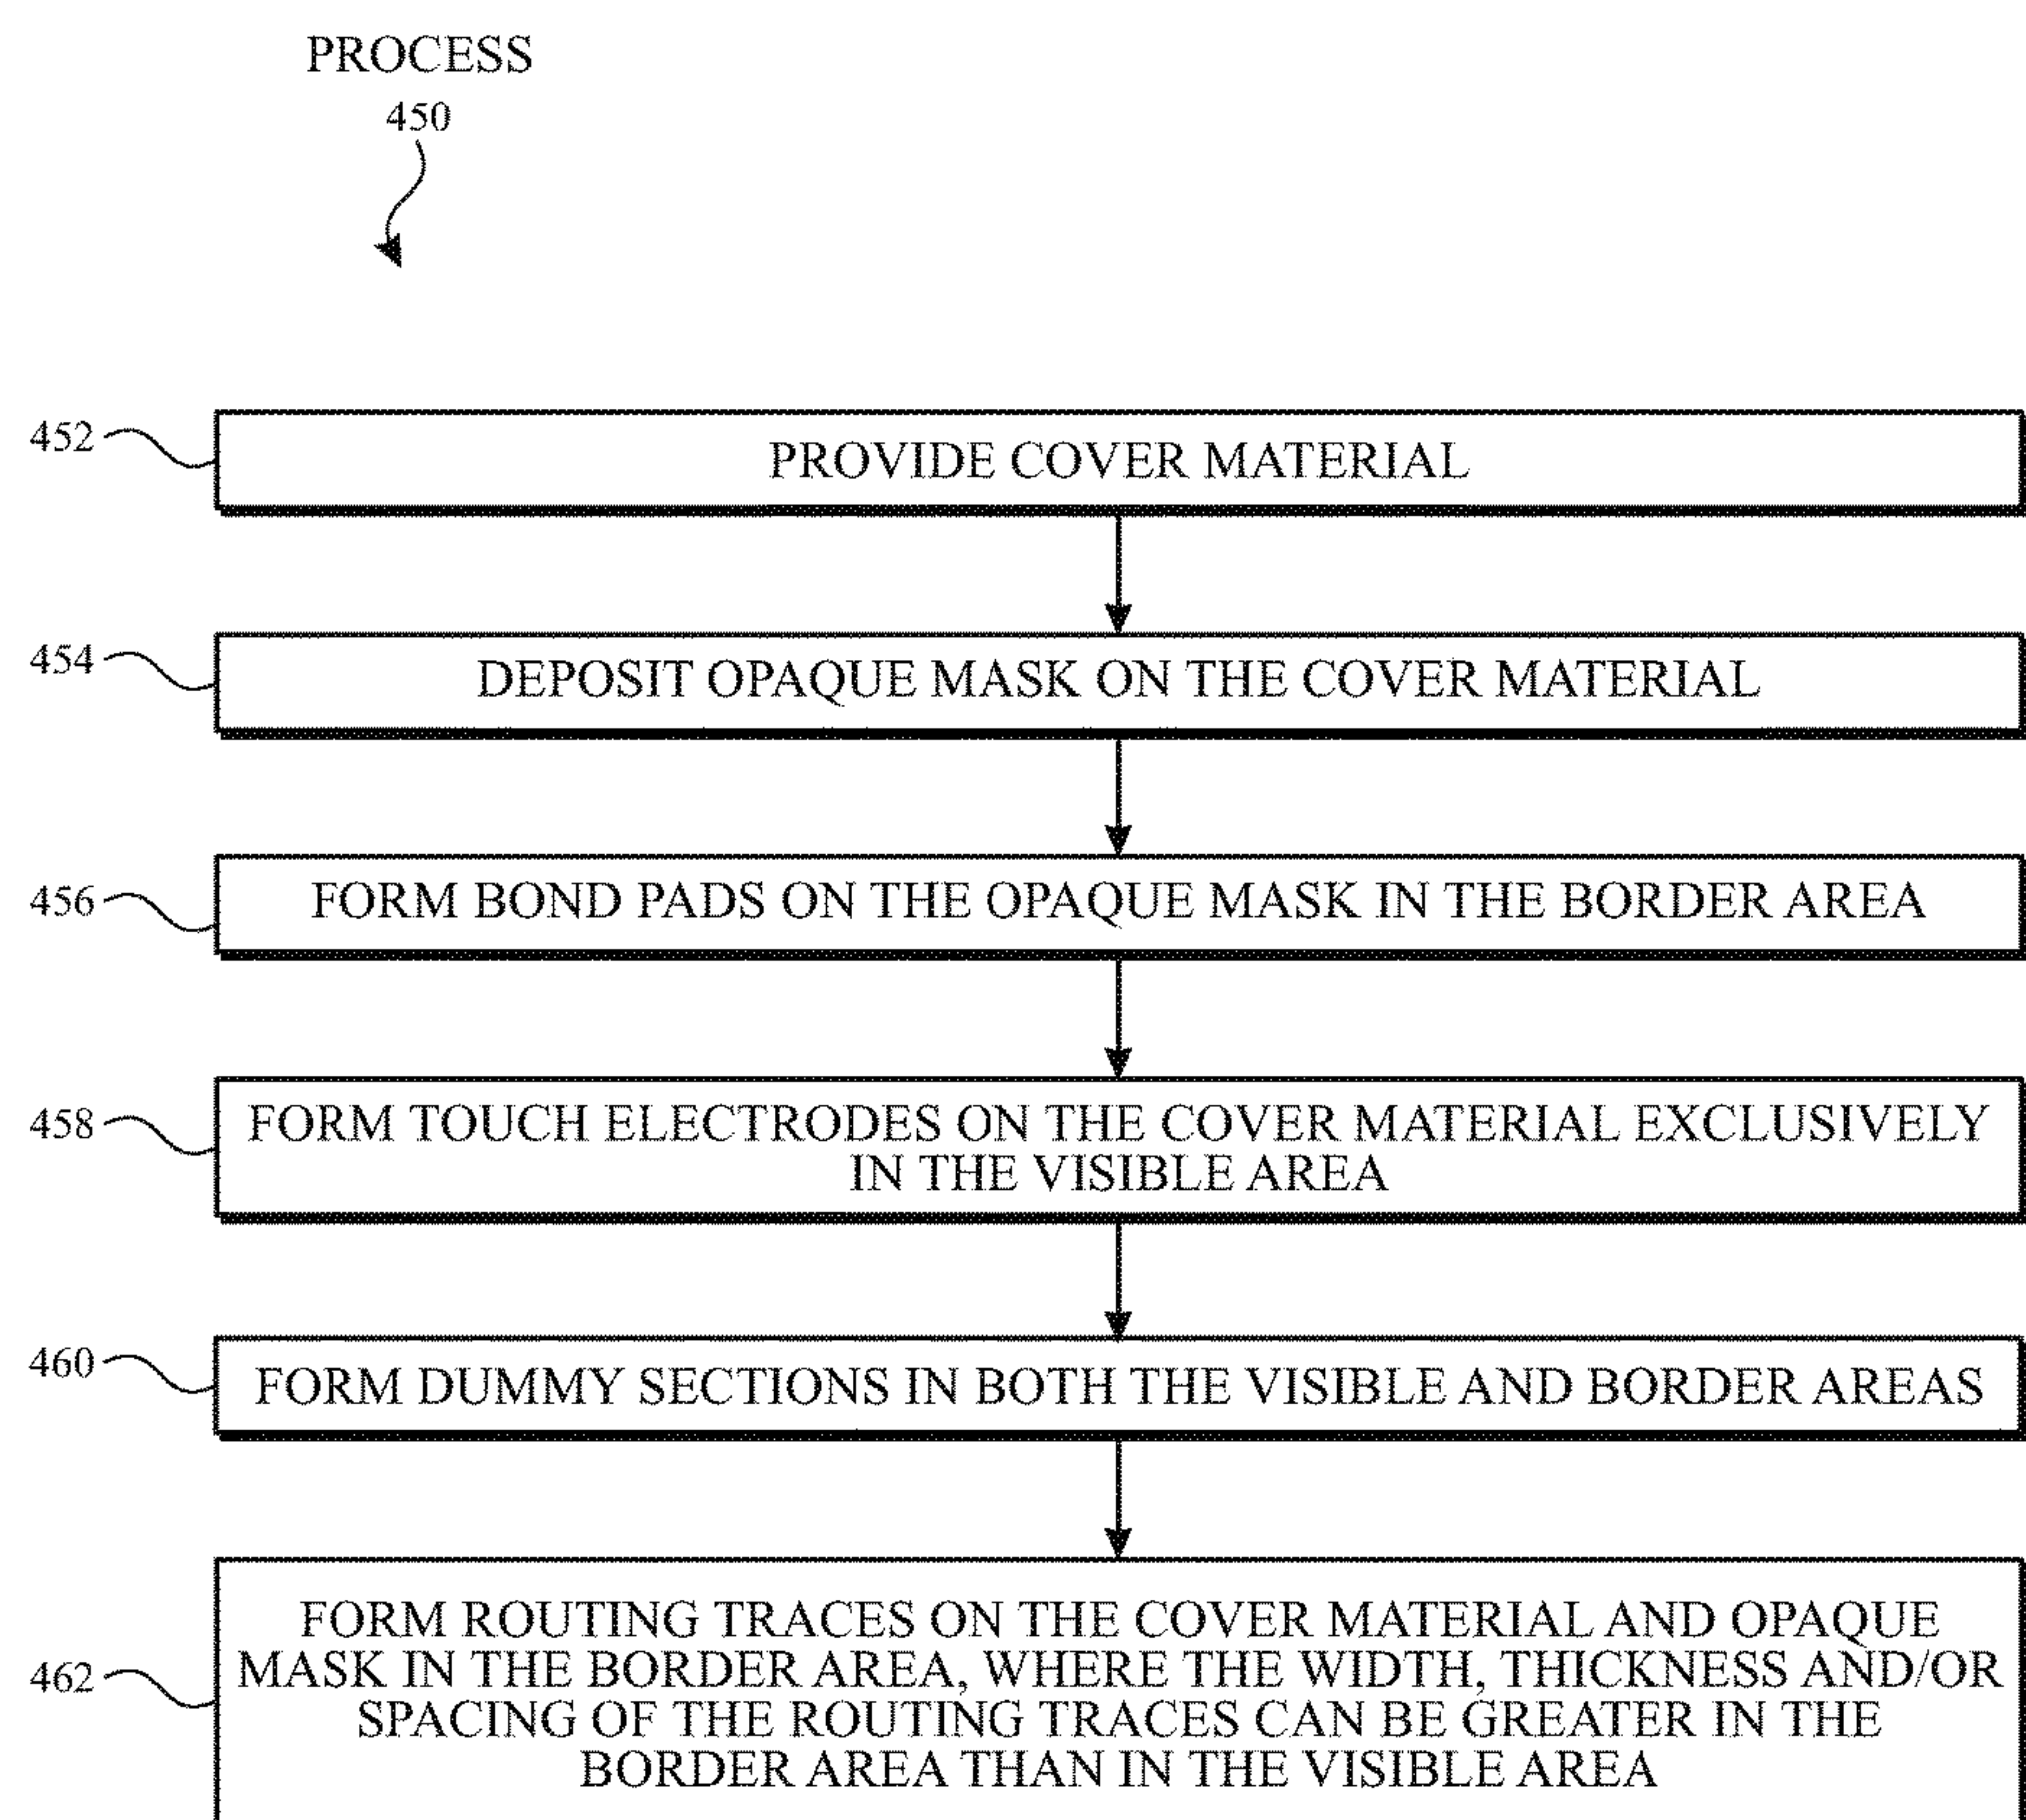 PROCESS
450
452
PROVIDE COVER MATERIAL
454
DEPOSIT OPAQUE MASK ON THE COVER MATERIAL
456
FORM BOND PADS ON THE OPAQUE MASK IN THE BORDER AREA
458
FORM TOUCH ELECTRODES ON THE COVER MATERIAL EXCLUSIVELY
IN THE VISIBLE AREA
460
FORM DUMMY SECTIONS IN BOTH THE VISIBLE AND BORDER AREAS
462
FORM ROUTING TRACES ON THE COVER MATERIAL AND OPAQUE
MASK IN THE BORDER AREA, WHERE THE WIDTH, THICKNESS AND/OR
SPACING OF THE ROUTING TRACES CAN BE GREATER IN THE
BORDER AREA THAN IN THE VISIBLE AREA